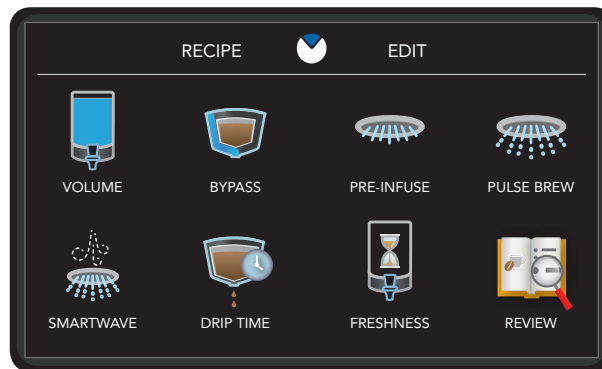 RECIPE EDIT
VOLUME BYPASS PRE-INFUSE PULSE BREW
SMARTWAVE DRIP TIME FRESHNESS REVIEW